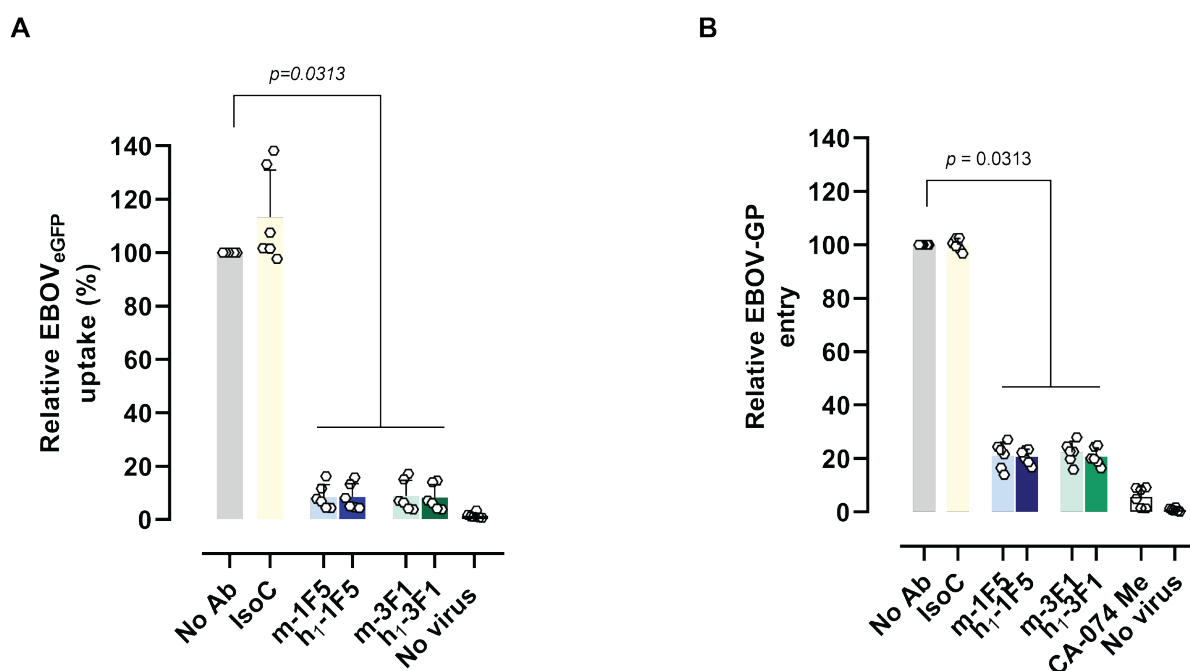 A
p=0.0313
Relative EBOVeGFP
uptake (%)
140
120
100
80
60
40
20
0
No Ab
IsoC
m-1F5
h₁-1F5
m-3F1
h₁-3F1
No virus
B
p = 0.0313
Relative EBOV-GP
entry
140
120
100
80
60
40
20
0
No Ab
IsoC
m-1F5
h₁-1F5
m-3F1
h₁-3F1
CA-074 Me
No virus